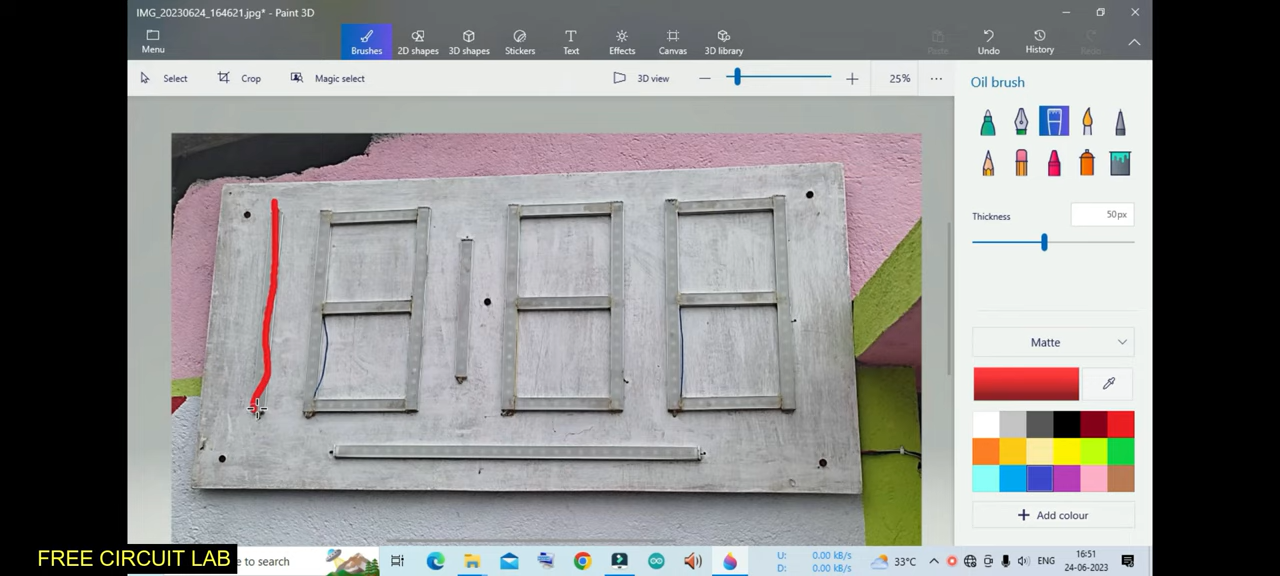 IMG_20230624_164621.jpg* - Paint 3D
Menu
Brushes
2D shapes
3D shapes
Stickers
Text
Effects
Canvas
3D library
Paste
Undo
History
Redo
Select
Crop
Magic select
3D view
25%
Oil brush
Thickness
50px
Matte
Add colour
FREE CIRCUIT LAB
e to search
U:
D:
0.00 kB/s
0.00 kB/s
33°C
ENG
16:51
24-06-2023